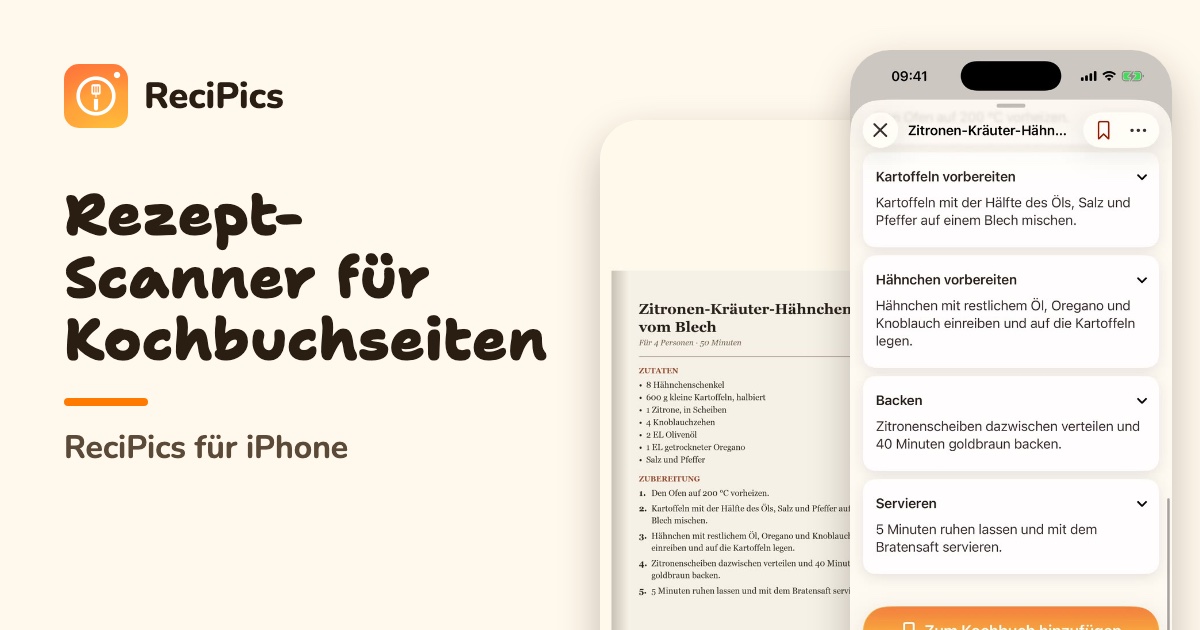 ReciPics
Rezept-
Scanner für
Kochbuchseiten
ReciPics für iPhone
Zitronen-Kräuter-Hähnchen
vom Blech
Für 4 Personen · 50 Minuten
ZUTATEN
• 8 Hähnchenschenkel
• 600 g kleine Kartoffeln, halbiert
• 1 Zitrone, in Scheiben
• 4 Knoblauchzehen
• 2 EL Olivenöl
• 1 EL getrockneter Oregano
• Salz und Pfeffer
ZUBEREITUNG
1. Den Ofen auf 200 °C vorheizen.
2. Kartoffeln mit der Hälfte des Öls, Salz und Pfeffer auf
Blech mischen.
3. Hähnchen mit restlichem Öl, Oregano und Knoblauch
einreiben und auf die Kartoffeln legen.
4. Zitronenscheiben dazwischen verteilen und 40 Minut
goldbraun backen.
5. 5 Minuten ruhen lassen und mit dem Bratensaft servi
09:41
Ofen auf 200 °C vorheizen.
Zitronen-Kräuter-Hähn...
Kartoffeln vorbereiten
Kartoffeln mit der Hälfte des Öls, Salz und
Pfeffer auf einem Blech mischen.
Hähnchen vorbereiten
Hähnchen mit restlichem Öl, Oregano und
Knoblauch einreiben und auf die Kartoffeln
legen.
Backen
Zitronenscheiben dazwischen verteilen und
40 Minuten goldbraun backen.
Servieren
5 Minuten ruhen lassen und mit dem
Bratensaft servieren.
Zum Kochbuch hinzufügen